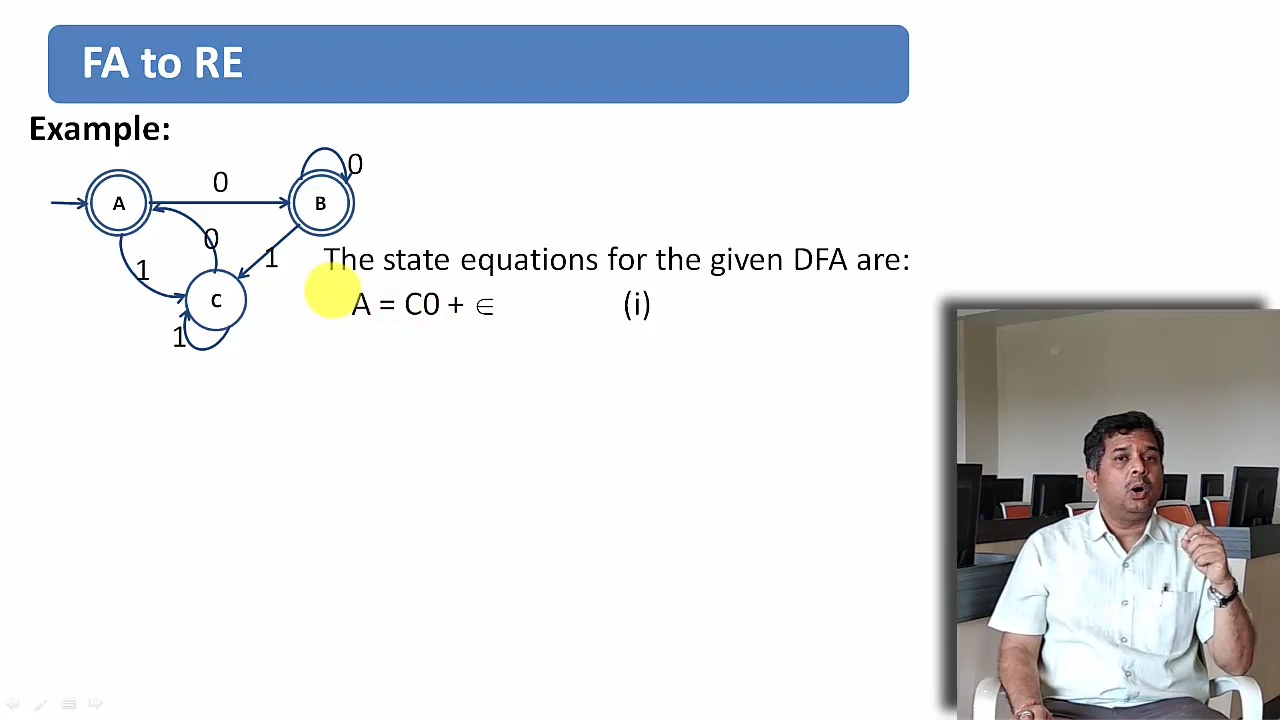 FA to RE
Example:
0
0
A
B
0
1
1
C
1
The state equations for the given DFA are:
A = C0 + ∈ (i)